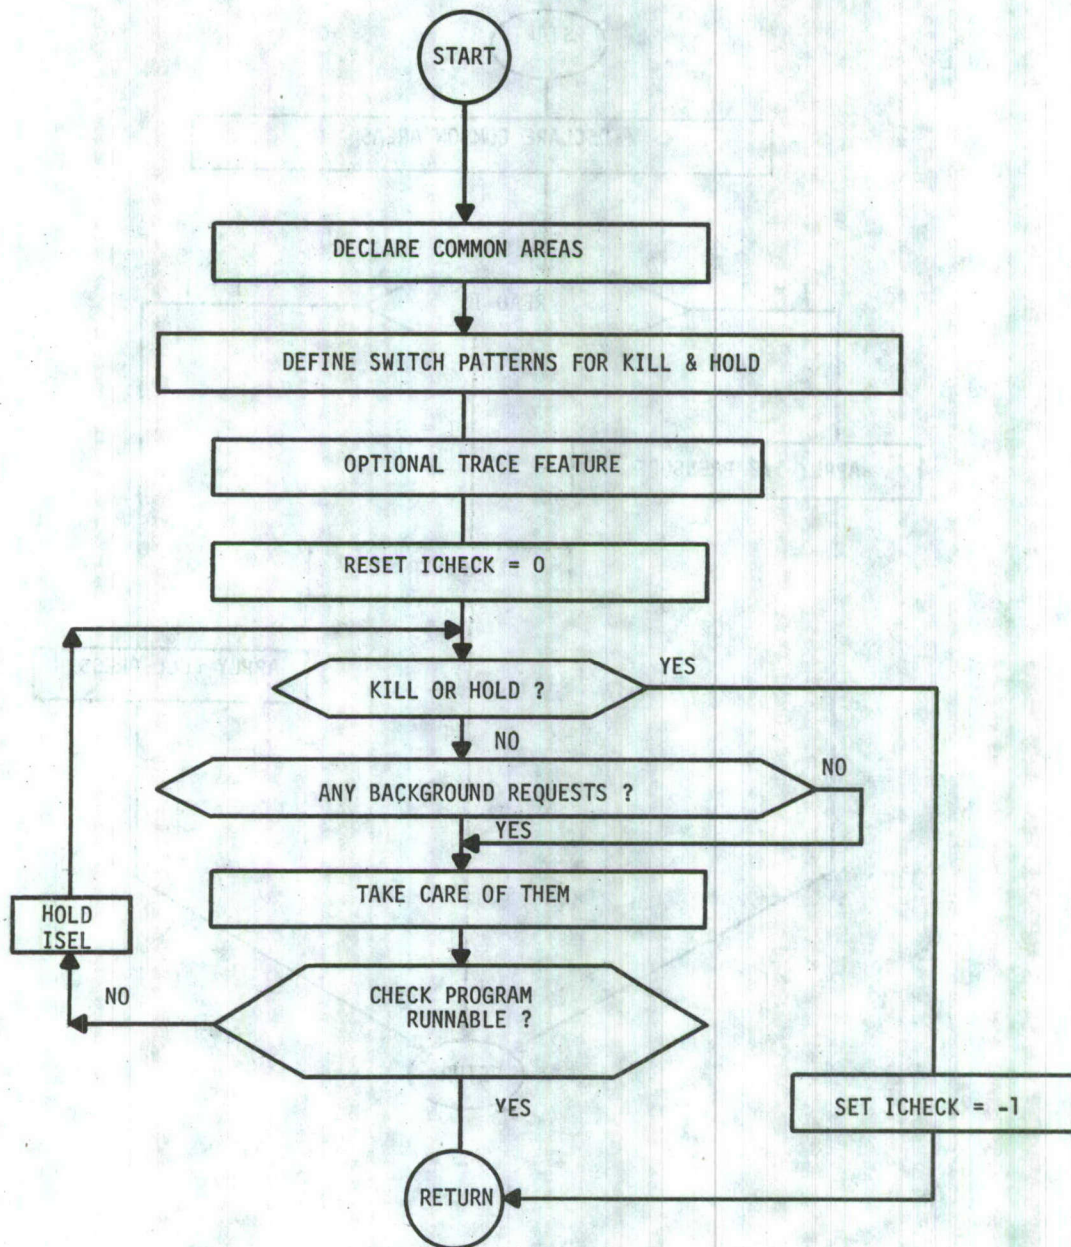 START
DECLARE COMMON AREAS
DEFINE SWITCH PATTERNS FOR KILL & HOLD
OPTIONAL TRACE FEATURE
RESET ICHECK = 0
KILL OR HOLD ?
YES
NO
ANY BACKGROUND REQUESTS ?
NO
YES
TAKE CARE OF THEM
HOLD
ISEL
NO
CHECK PROGRAM
RUNNABLE ?
YES
SET ICHECK = -1
RETURN